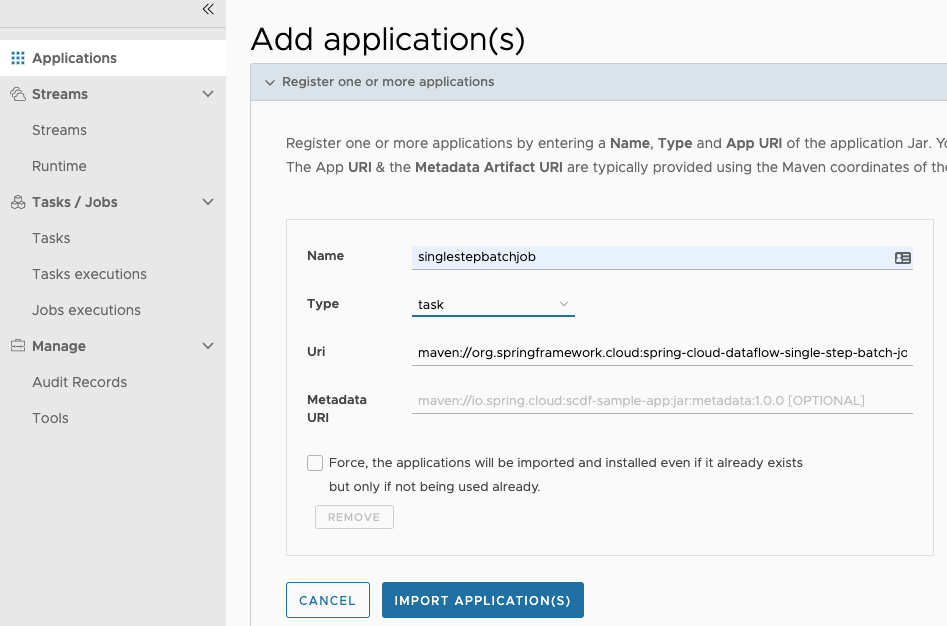 Applications
Streams
Streams
Runtime
Tasks / Jobs
Tasks
Tasks executions
Jobs executions
Manage
Audit Records
Tools
Add application(s)
Register one or more applications
Register one or more applications by entering a Name, Type and App URI of the application Jar. Yo
The App URI & the Metadata Artifact URI are typically provided using the Maven coordinates of the
Name
singlestepbatchjob
Type
task
Uri
maven://org.springframework.cloud:spring-cloud-dataflow-single-step-batch-jo
Metadata
URI
maven://io.spring.cloud:scdf-sample-app:jar:metadata:1.0.0 [OPTIONAL]
Force, the applications will be imported and installed even if it already exists
but only if not being used already.
REMOVE
CANCEL
IMPORT APPLICATION(S)